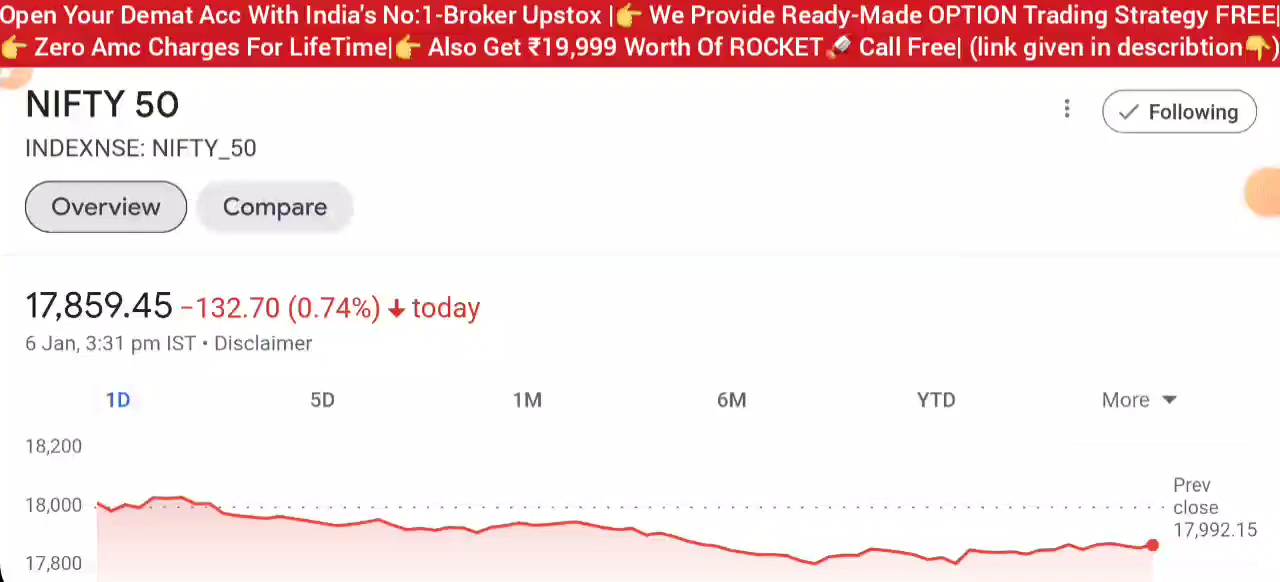 Open Your Demat Acc With India's No:1-Broker Upstox |👉 We Provide Ready-Made OPTION Trading Strategy FREE|
👉 Zero Amc Charges For LifeTime|👉 Also Get ₹19,999 Worth Of ROCKET🚀 Call Free| (link given in describtion👇)
NIFTY 50
Following
INDEXNSE: NIFTY_50
Overview Compare
17,859.45 −132.70 (0.74%) ↓ today
6 Jan, 3:31 pm IST • Disclaimer
1D 5D 1M 6M YTD More
18,200
18,000
17,800
Prev
close
17,992.15